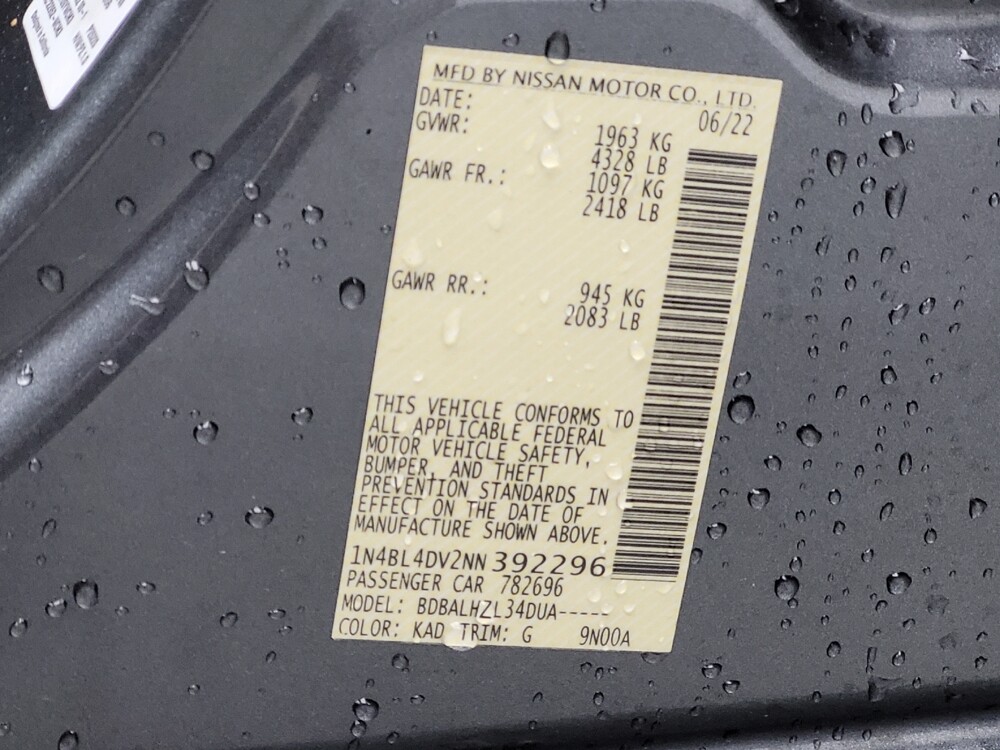 MFD BY NISSAN MOTOR CO., LTD.
DATE: 06/22
GVWR: 1963 KG
4328 LB
GAWR FR.: 1097 KG
2418 LB
GAWR RR.: 945 KG
2083 LB
THIS VEHICLE CONFORMS TO
ALL APPLICABLE FEDERAL
MOTOR VEHICLE SAFETY,
BUMPER, AND THEFT
PREVENTION STANDARDS IN
EFFECT ON THE DATE OF
MANUFACTURE SHOWN ABOVE.
1N4BL4DV2NN392296
PASSENGER CAR 782696
MODEL: BDBALHZL34DUA-----
COLOR: KAD TRIM: G 9N00A